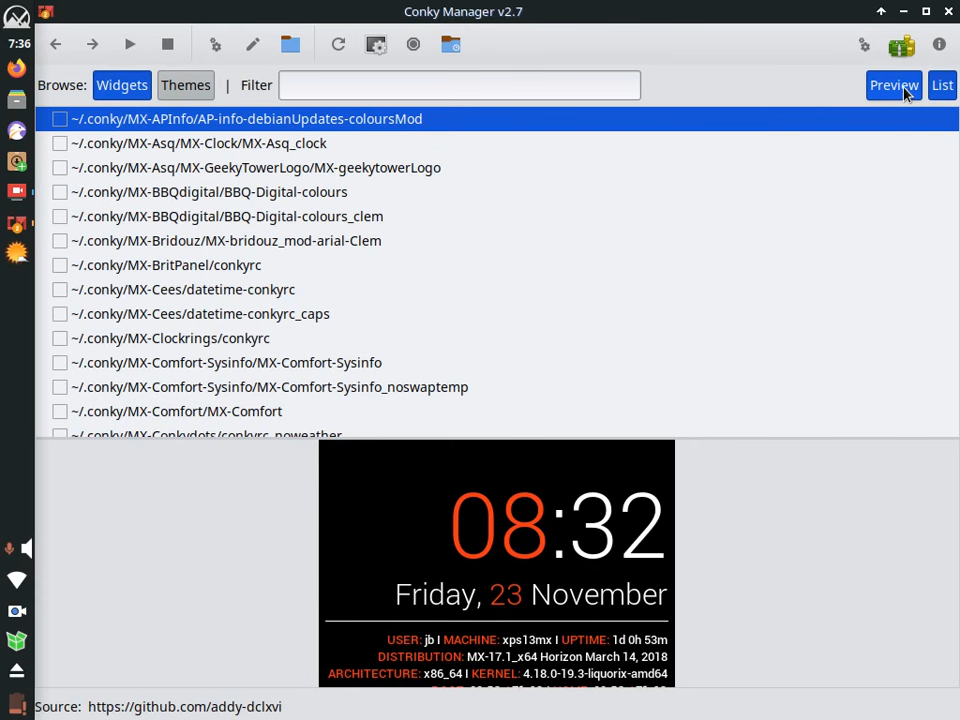 Conky Manager v2.7
7:36
Browse: Widgets Themes | Filter Preview List
~/.conky/MX-APInfo/AP-info-debianUpdates-coloursMod
~/.conky/MX-Asq/MX-Clock/MX-Asq_clock
~/.conky/MX-Asq/MX-GeekyTowerLogo/MX-geekytowerLogo
~/.conky/MX-BBQdigital/BBQ-Digital-colours
~/.conky/MX-BBQdigital/BBQ-Digital-colours_clem
~/.conky/MX-Bridouz/MX-bridouz_mod-arial-Clem
~/.conky/MX-BritPanel/conkyrc
~/.conky/MX-Cees/datetime-conkyrc
~/.conky/MX-Cees/datetime-conkyrc_caps
~/.conky/MX-Clockrings/conkyrc
~/.conky/MX-Comfort-Sysinfo/MX-Comfort-Sysinfo
~/.conky/MX-Comfort-Sysinfo/MX-Comfort-Sysinfo_noswaptemp
~/.conky/MX-Comfort/MX-Comfort
~/.conky/MX-Conkydots/conkyrc_noweather
08:32
Friday, 23 November
USER: jb I MACHINE: xps13mx I UPTIME: 1d 0h 53m
DISTRIBUTION: MX-17.1_x64 Horizon March 14, 2018
ARCHITECTURE: x86_64 I KERNEL: 4.18.0-19.3-liquorix-amd64
Source: https://github.com/addy-dclxvi